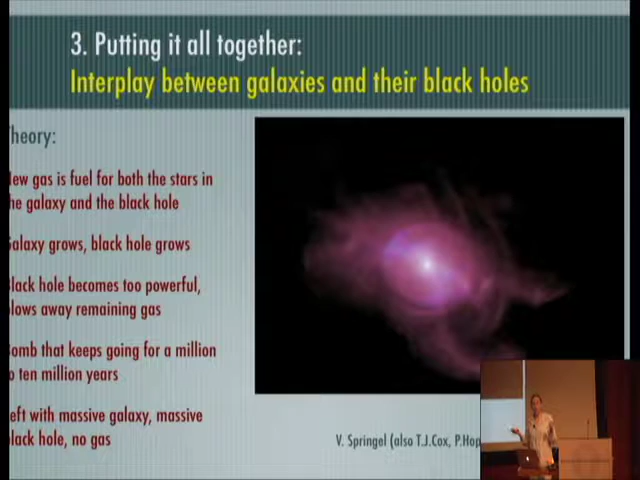 3. Putting it all together:
Interplay between galaxies and their black holes
heory:
ew gas is fuel for both the stars in
he galaxy and the black hole
alaxy grows, black hole grows
lack hole becomes too powerful,
lows away remaining gas
omb that keeps going for a million
o ten million years
eft with massive galaxy, massive
lack hole, no gas
V. Springel (also T.J.Cox, P.Hop